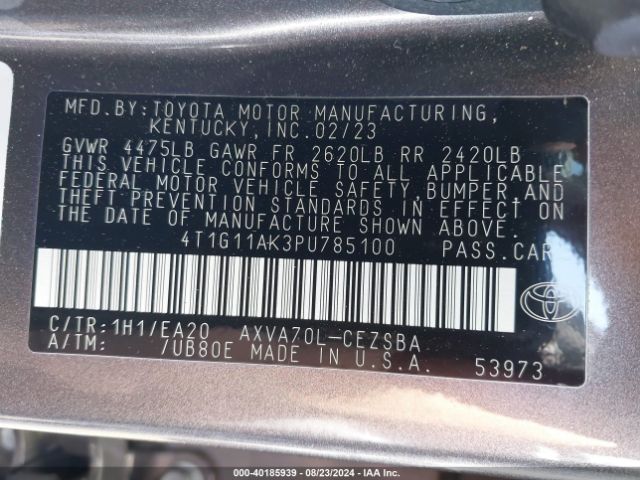 MFD.BY:TOYOTA MOTOR MANUFACTURING,
KENTUCKY,INC.02/23
GVWR 4475LB GAWR FR 2620LB RR 2420LB
THIS VEHICLE CONFORMS TO ALL APPLICABLE
FEDERAL MOTOR VEHICLE SAFETY,BUMPER,AND
THEFT PREVENTION STANDARDS IN EFFECT ON
THE DATE OF MANUFACTURE SHOWN ABOVE.
4T1G11AK3PU785100 PASS.CAR
C/TR:1H1/EA20 AXVA70L-CEZSBA
A/TM: /UB80E MADE IN U.S.A.
53973
000-40185939 - 08/23/2024 - IAA Inc.